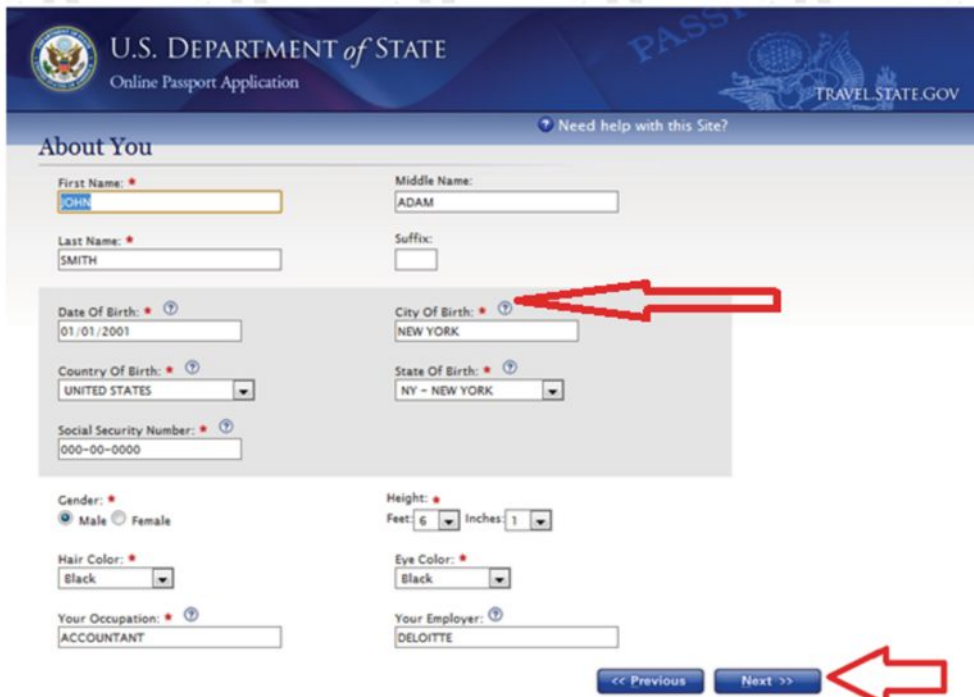 PASS
U.S. DEPARTMENT of STATE
Online Passport Application
TRAVEL.STATE.GOV
? Need help with this Site?
About You
First Name: * Middle Name:
JOHN ADAM
Last Name: * Suffix:
SMITH
Date Of Birth: * ? City Of Birth: * ?
01/01/2001 NEW YORK
Country Of Birth: * ? State Of Birth: * ?
UNITED STATES NY - NEW YORK
Social Security Number: * ?
000-00-0000
Gender: * Height: *
Male Female Feet: 6 Inches: 1
Hair Color: * Eye Color: *
Black Black
Your Occupation: * ? Your Employer: ?
ACCOUNTANT DELOITTE
<< Previous Next >>